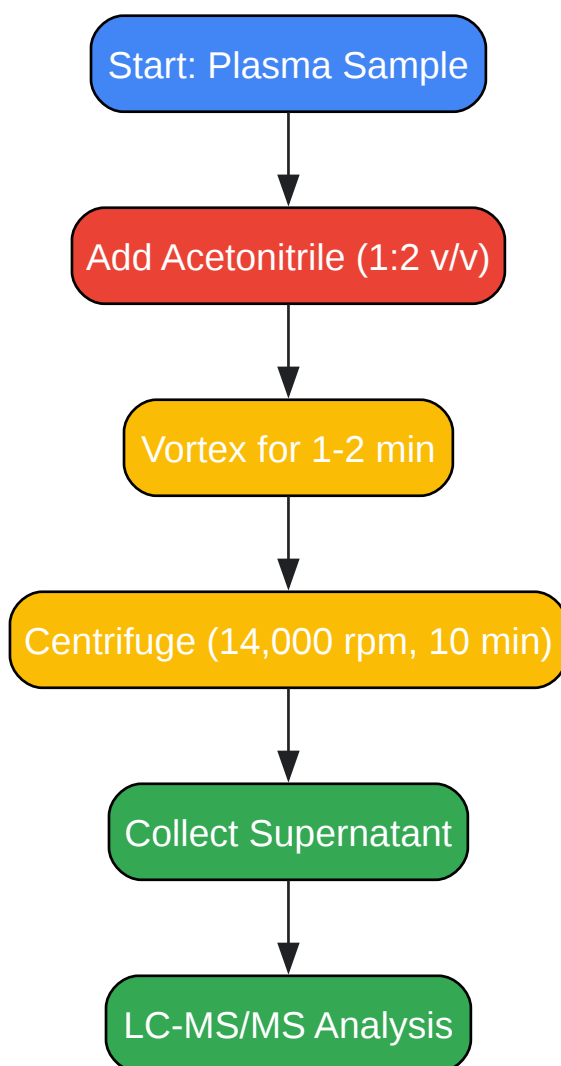 Start: Plasma Sample
Add Acetonitrile (1:2 v/v)
Vortex for 1-2 min
Centrifuge (14,000 rpm, 10 min)
Collect Supernatant
LC-MS/MS Analysis